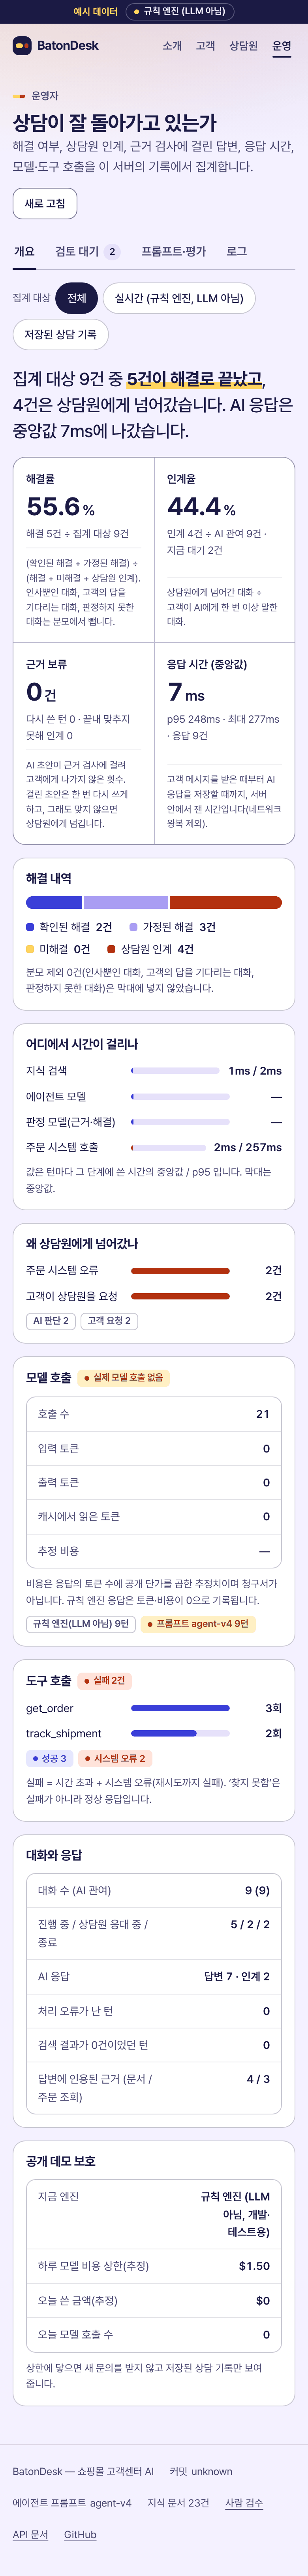 예시 데이터 규칙 엔진 (LLM 아님)
BatonDesk 소개 고객 상담원 운영
운영자
상담이 잘 돌아가고 있는가
해결 여부, 상담원 인계, 근거 검사에 걸린 답변, 응답 시간,
모델·도구 호출을 이 서버의 기록에서 집계합니다.
새로 고침
개요 검토 대기 2 프롬프트·평가 로그
집계 대상 전체 실시간 (규칙 엔진, LLM 아님)
저장된 상담 기록
집계 대상 9건 중 5건이 해결로 끝났고,
4건은 상담원에게 넘어갔습니다. AI 응답은
중앙값 7ms에 나갔습니다.
해결률
55.6 %
해결 5건 ÷ 집계 대상 9건
(확인된 해결 + 가정된 해결) ÷
(해결 + 미해결 + 상담원 인계).
인사뿐인 대화, 고객의 답을
기다리는 대화, 판정하지 못한
대화는 분모에서 뺍니다.
인계율
44.4 %
인계 4건 ÷ AI 관여 9건 ·
지금 대기 2건
상담원에게 넘어간 대화 ÷
고객이 AI에게 한 번 이상 말한
대화.
근거 보류
0 건
다시 쓴 턴 0 · 끝내 맞추지
못해 인계 0
AI 초안이 근거 검사에 걸려
고객에게 나가지 않은 횟수.
걸린 초안은 한 번 다시 쓰게
하고, 그래도 맞지 않으면
상담원에게 넘깁니다.
응답 시간 (중앙값)
7 ms
p95 248ms · 최대 277ms
· 응답 9건
고객 메시지를 받은 때부터 AI
응답을 저장할 때까지, 서버
안에서 잰 시간입니다(네트워크
왕복 제외).
해결 내역
확인된 해결 2건 가정된 해결 3건
미해결 0건 상담원 인계 4건
분모 제외 0건(인사뿐인 대화, 고객의 답을 기다리는 대화,
판정하지 못한 대화)은 막대에 넣지 않았습니다.
어디에서 시간이 걸리나
지식 검색 1ms / 2ms
에이전트 모델 —
판정 모델(근거·해결) —
주문 시스템 호출 2ms / 257ms
값은 턴마다 그 단계에 쓴 시간의 중앙값 / p95 입니다. 막대는
중앙값.
왜 상담원에게 넘어갔나
주문 시스템 오류 2건
고객이 상담원을 요청 2건
AI 판단 2 고객 요청 2
모델 호출 실제 모델 호출 없음
호출 수 21
입력 토큰 0
출력 토큰 0
캐시에서 읽은 토큰 0
추정 비용 —
비용은 응답의 토큰 수에 공개 단가를 곱한 추정치이며 청구서가
아닙니다. 규칙 엔진 응답은 토큰·비용이 0으로 기록됩니다.
규칙 엔진(LLM 아님) 9턴 프롬프트 agent-v4 9턴
도구 호출 실패 2건
get_order 3회
track_shipment 2회
성공 3 시스템 오류 2
실패 = 시간 초과 + 시스템 오류(재시도까지 실패). ‘찾지 못함’은
실패가 아니라 정상 응답입니다.
대화와 응답
대화 수 (AI 관여) 9 (9)
진행 중 / 상담원 응대 중 / 5 / 2 / 2
종료
AI 응답 답변 7 · 인계 2
처리 오류가 난 턴 0
검색 결과가 0건이었던 턴 0
답변에 인용된 근거 (문서 / 4 / 3
주문 조회)
공개 데모 보호
지금 엔진 규칙 엔진 (LLM
아님, 개발·
테스트용)
하루 모델 비용 상한(추정) $1.50
오늘 쓴 금액(추정) $0
오늘 모델 호출 수 0
상한에 닿으면 새 문의를 받지 않고 저장된 상담 기록만 보여
줍니다.
BatonDesk — 쇼핑몰 고객센터 AI 커밋 unknown
에이전트 프롬프트 agent-v4 지식 문서 23건 사람 검수
API 문서 GitHub